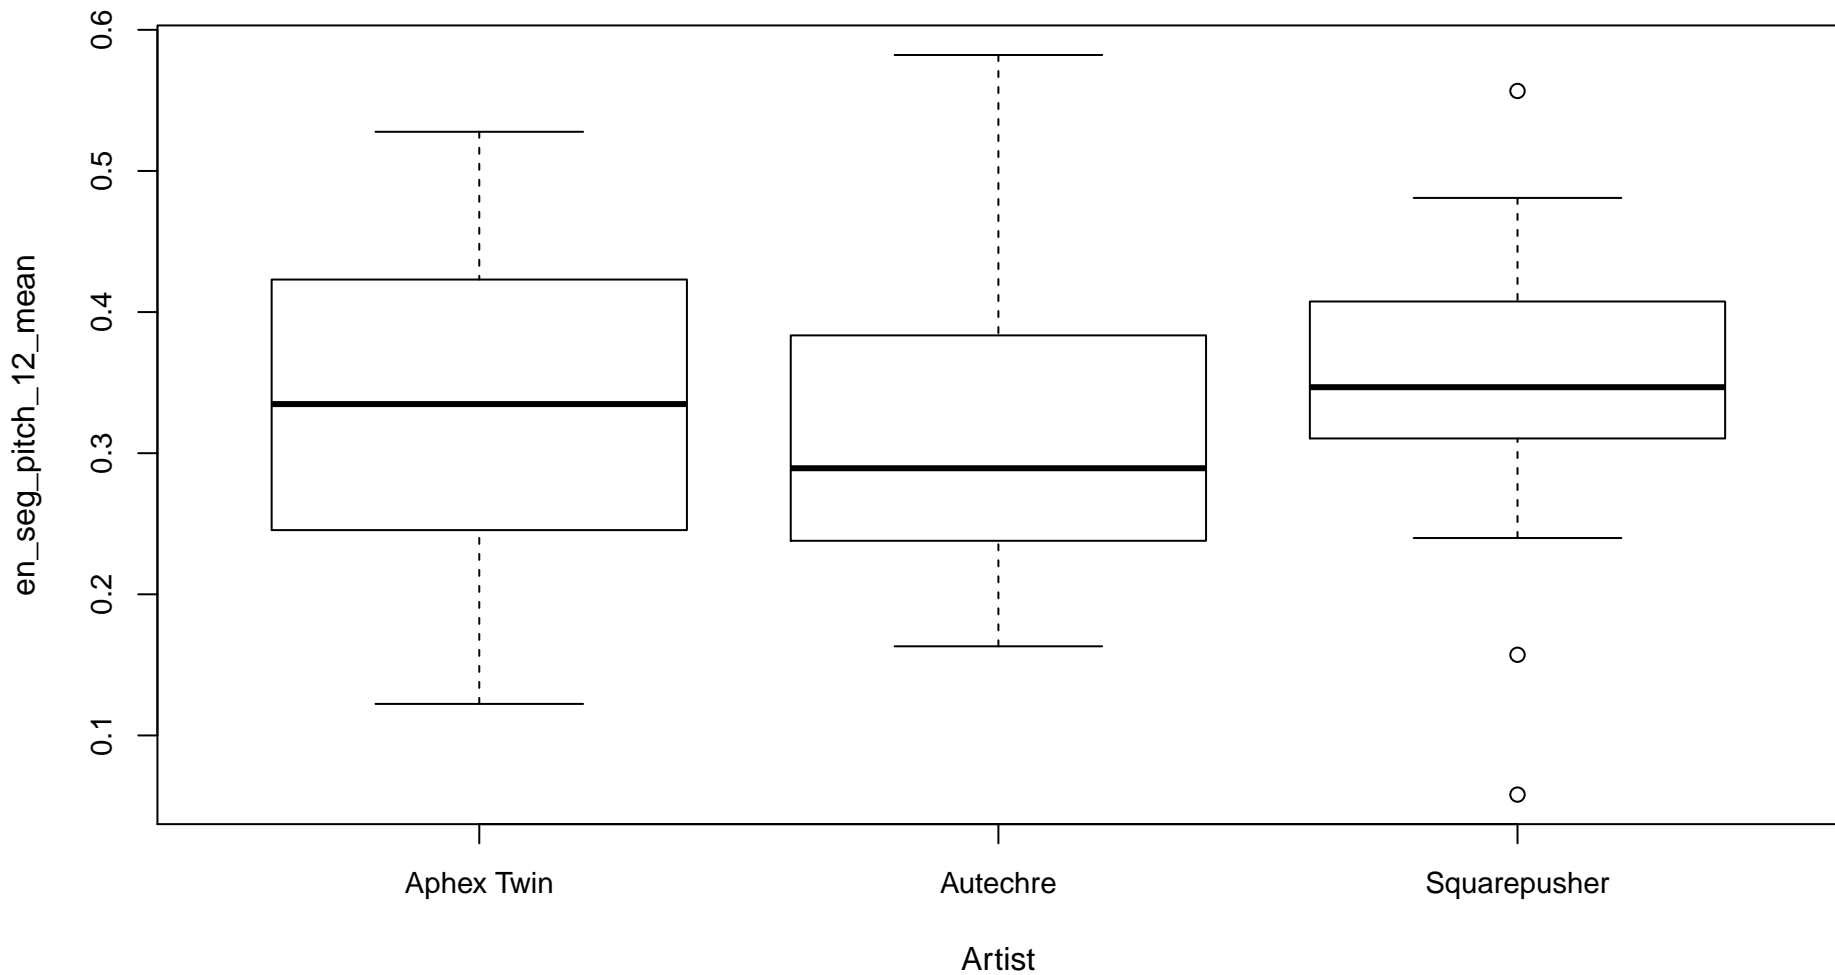 en_seg_pitch_12_mean
0.6
0.5
0.4
0.3
0.2
0.1
Aphex Twin
Autechre
Squarepusher
Artist